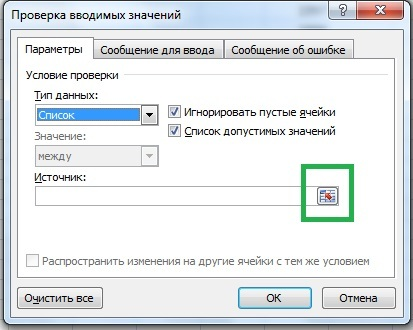 Проверка вводимых значений
Параметры
Сообщение для ввода
Сообщение об ошибке
Условие проверки
Тип данных:
Список
Игнорировать пустые ячейки
Список допустимых значений
Значение:
между
Источник:
Распространить изменения на другие ячейки с тем же условием
Очистить все
ОК
Отмена